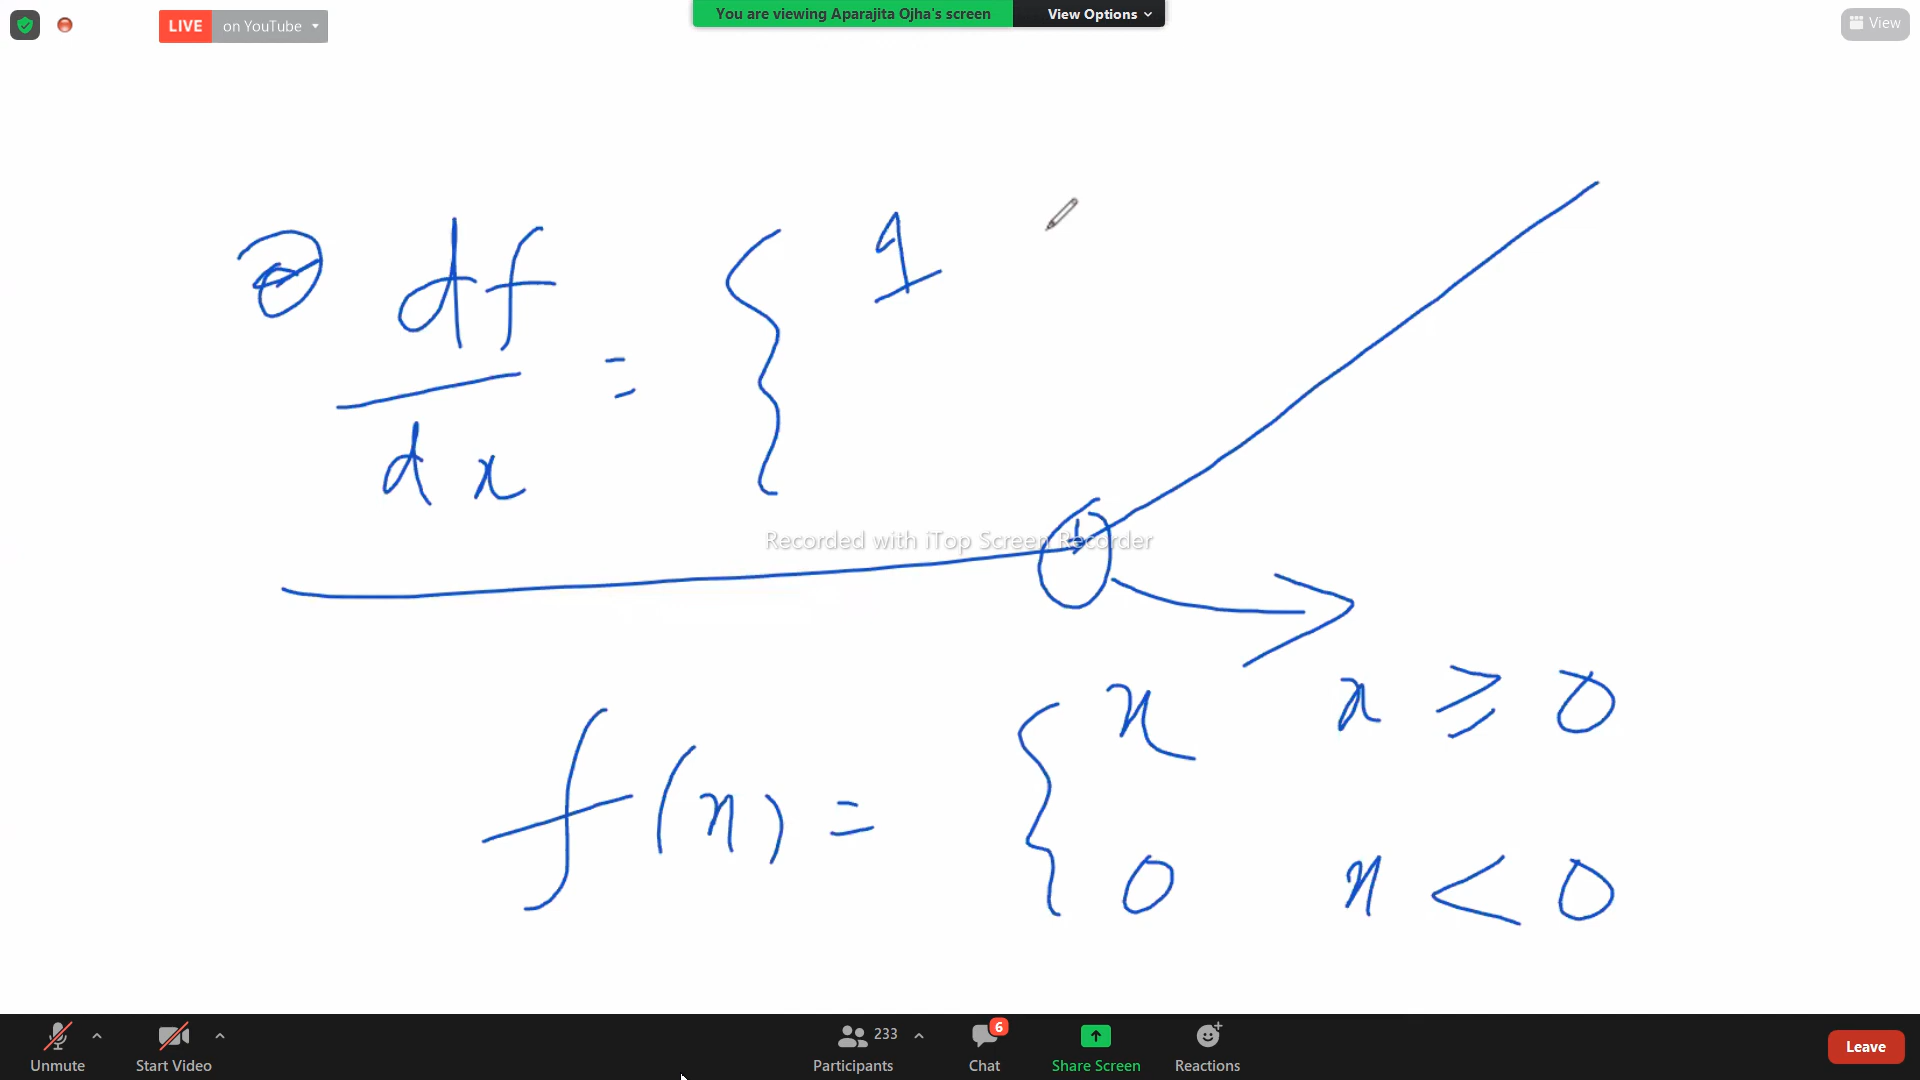 LIVE on YouTube
You are viewing Aparajita Ojha's screen View Options
View
df/dx = { 1
Recorded with iTop Screen Recorder
f(x) = { x x ≥ 0
0 x < 0
Unmute Start Video Participants 233 Chat 6 Share Screen Reactions Leave